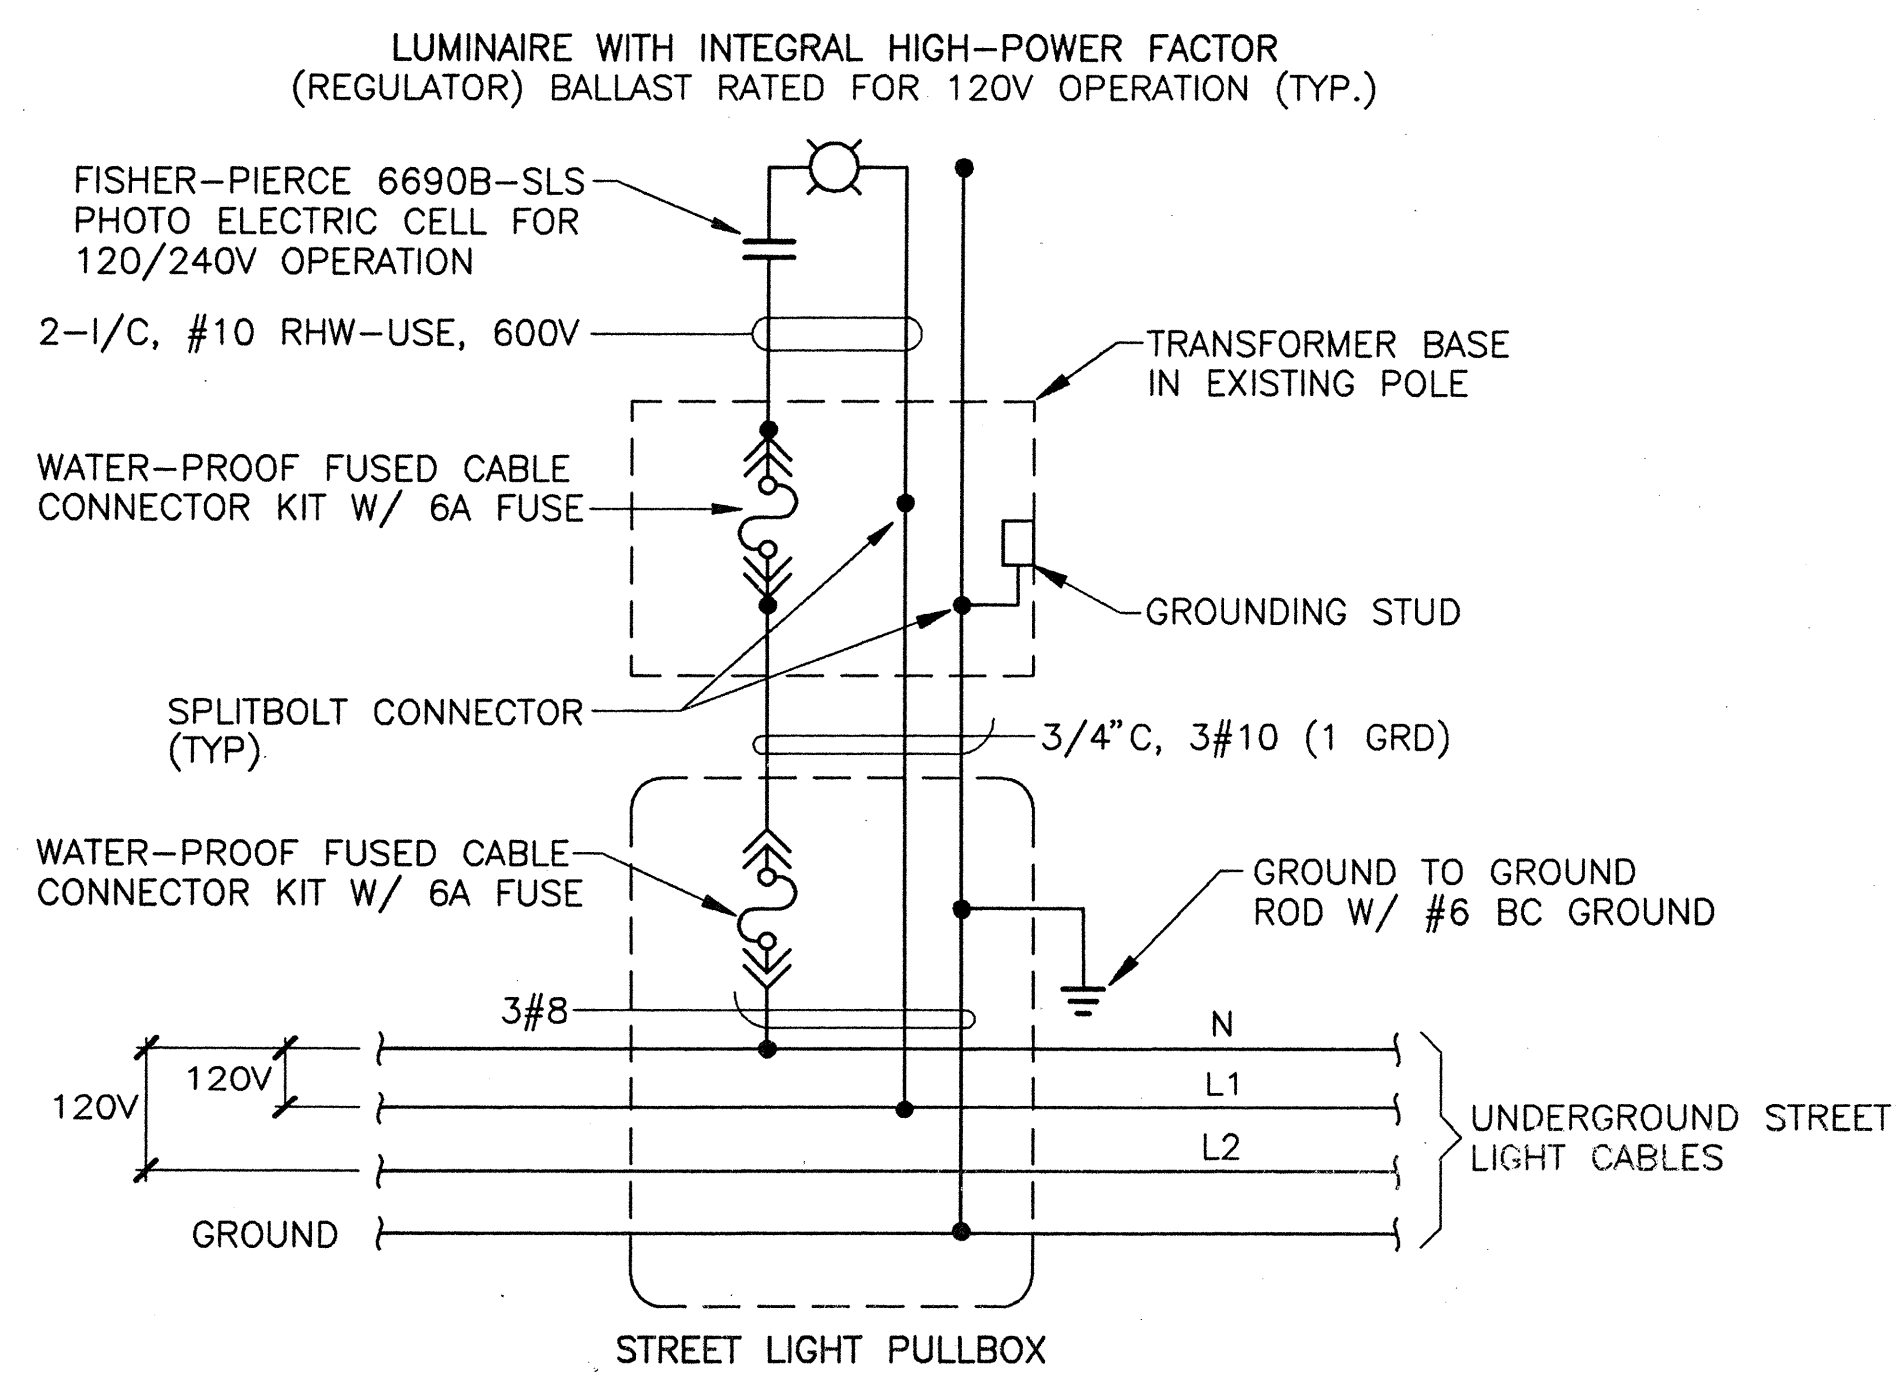 LUMINAIRE WITH INTEGRAL HIGH-POWER FACTOR
(REGULATOR) BALLAST RATED FOR 120V OPERATION (TYP.)
FISHER-PIERCE 6690B-SLS
PHOTO ELECTRIC CELL FOR
120/240V OPERATION
2-I/C, #10 RHW-USE, 600V
TRANSFORMER BASE
IN EXISTING POLE
WATER-PROOF FUSED CABLE
CONNECTOR KIT W/ 6A FUSE
GROUNDING STUD
SPLITBOLT CONNECTOR
(TYP)
3/4"C, 3#10 (1 GRD)
WATER-PROOF FUSED CABLE
CONNECTOR KIT W/ 6A FUSE
GROUND TO GROUND
ROD W/ #6 BC GROUND
3#8
N
120V
L1
120V
UNDERGROUND STREET
LIGHT CABLES
L2
GROUND
STREET LIGHT PULLBOX